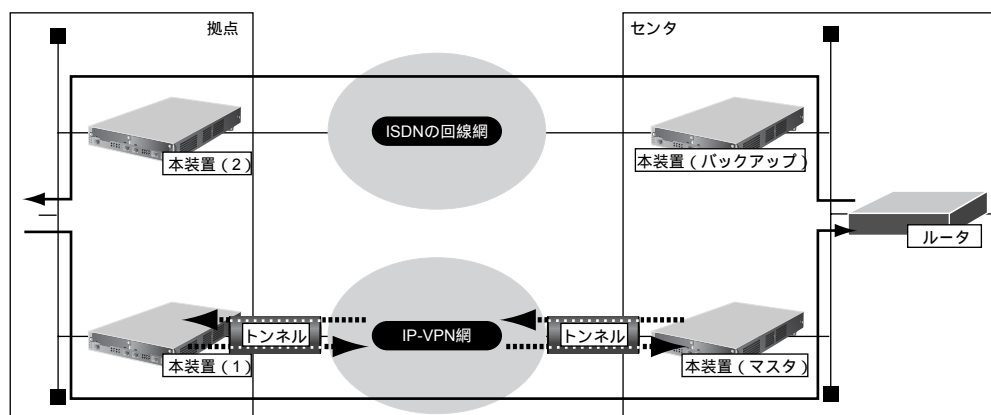 拠点
センタ
ISDNの回線網
本装置(2)
本装置(バックアップ)
ルータ
トンネル
IP-VPN網
トンネル
本装置(1)
本装置(マスタ)